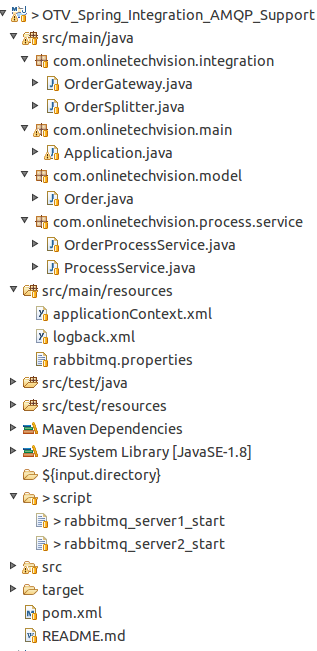 > OTV_Spring_Integration_AMQP_Support
src/main/java
com.onlinetechvision.integration
OrderGateway.java
OrderSplitter.java
com.onlinetechvision.main
Application.java
com.onlinetechvision.model
Order.java
com.onlinetechvision.process.service
OrderProcessService.java
ProcessService.java
src/main/resources
applicationContext.xml
logback.xml
rabbitmq.properties
src/test/java
src/test/resources
Maven Dependencies
JRE System Library [JavaSE-1.8]
${input.directory}
> script
> rabbitmq_server1_start
> rabbitmq_server2_start
src
target
pom.xml
README.md